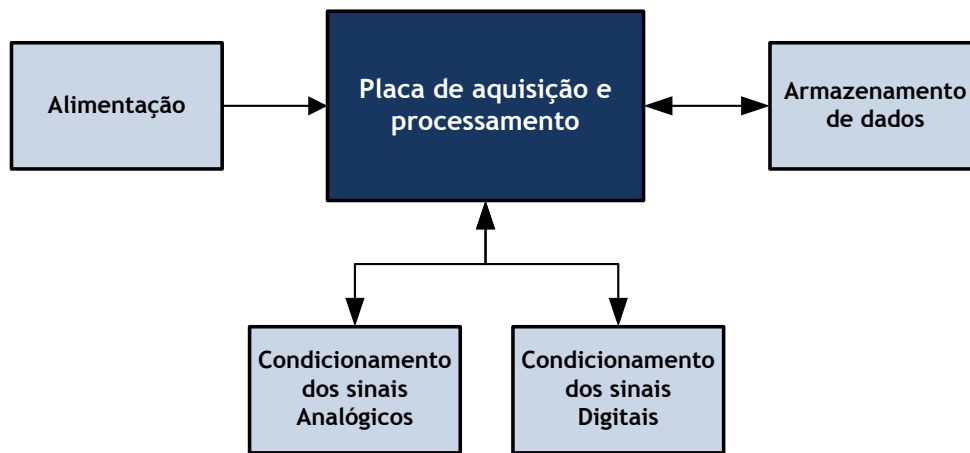 Alimentação
Placa de aquisição e
processamento
Armazenamento
de dados
Condicionamento
dos sinais
Analógicos
Condicionamento
dos sinais
Digitais